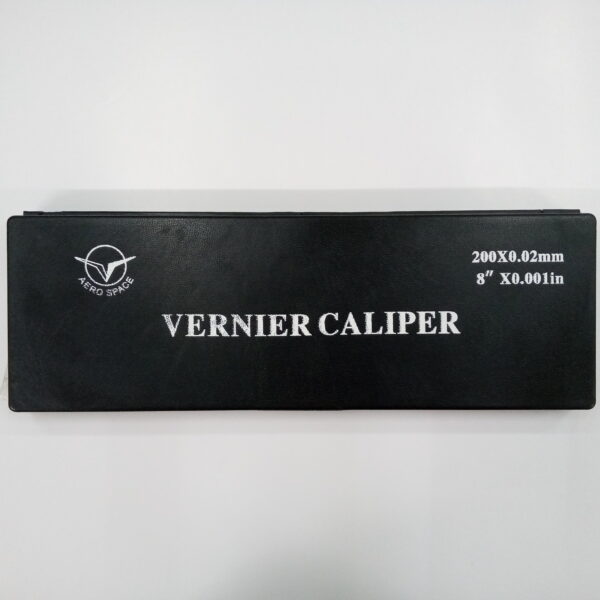 AERO SPACE
200X0.02mm
8" X0.001in
VERNIER CALIPER